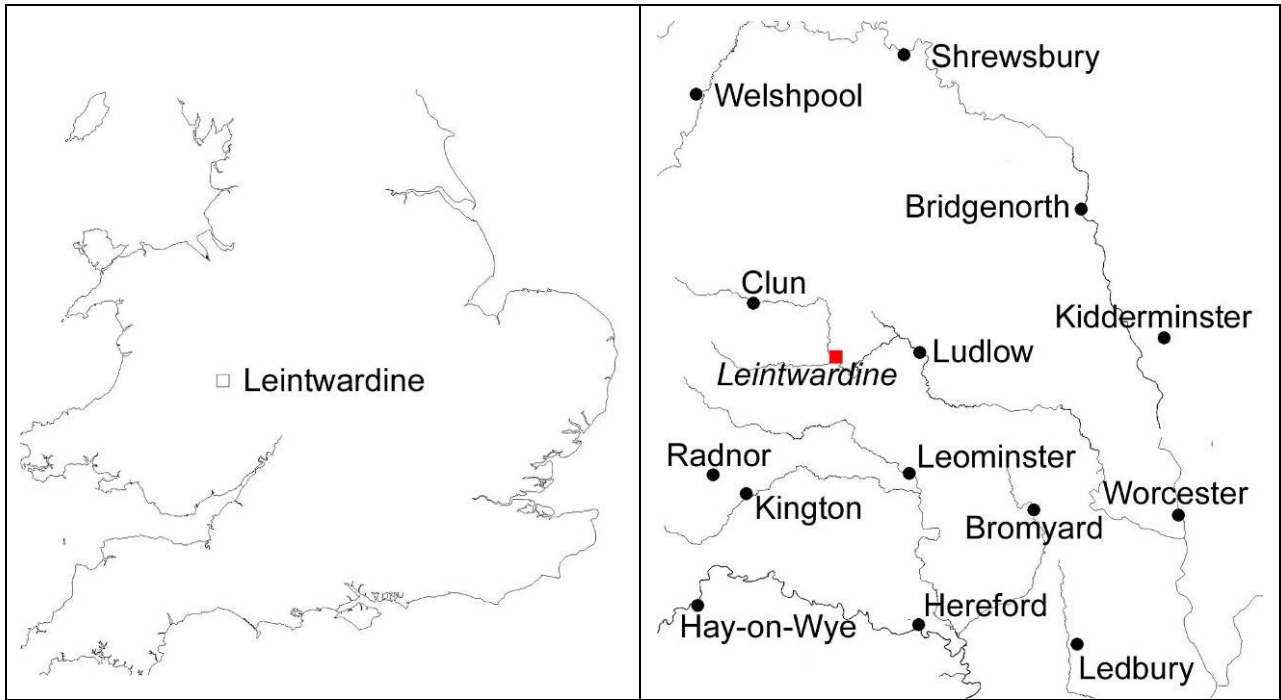 Leintwardine
Shrewsbury
Welshpool
Bridgenorth
Clun
Kidderminster
Ludlow
Leintwardine
Radnor
Leominster
Kington
Worcester
Bromyard
Hay-on-Wye
Hereford
Ledbury